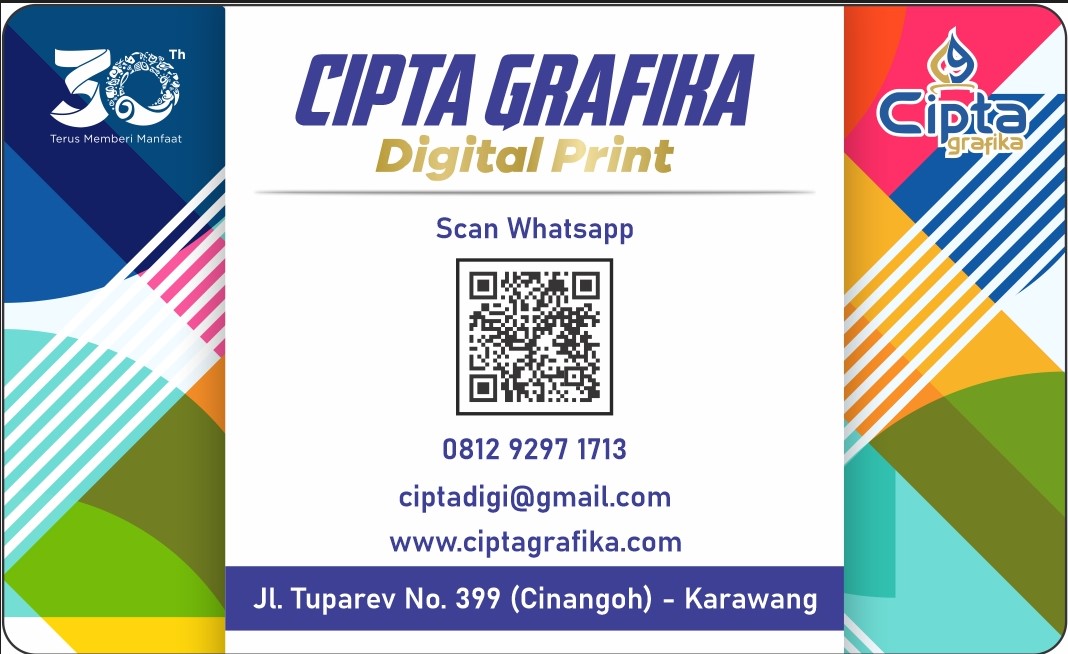 30 Th
Terus Memberi Manfaat
CIPTA GRAFIKA
Digital Print
Cipta
grafika
Scan Whatsapp
0812 9297 1713
ciptadigi@gmail.com
www.ciptagrafika.com
Jl. Tuparev No. 399 (Cinangoh) - Karawang